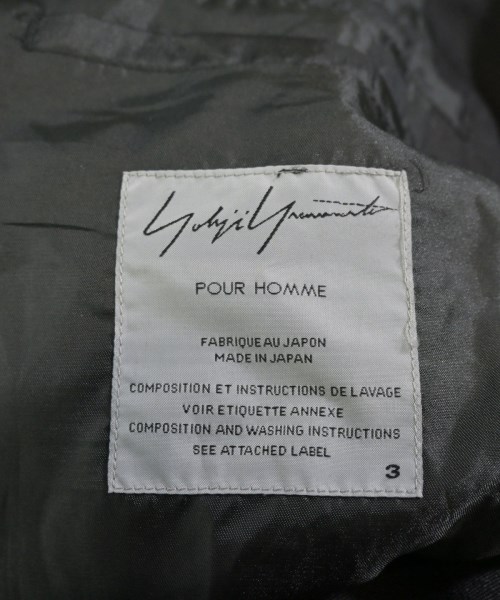 Yohji Yamamoto
POUR HOMME
FABRIQUE AU JAPON
MADE IN JAPAN
COMPOSITION ET INSTRUCTIONS DE LAVAGE
VOIR ETIQUETTE ANNEXE
COMPOSITION AND WASHING INSTRUCTIONS
SEE ATTACHED LABEL
3